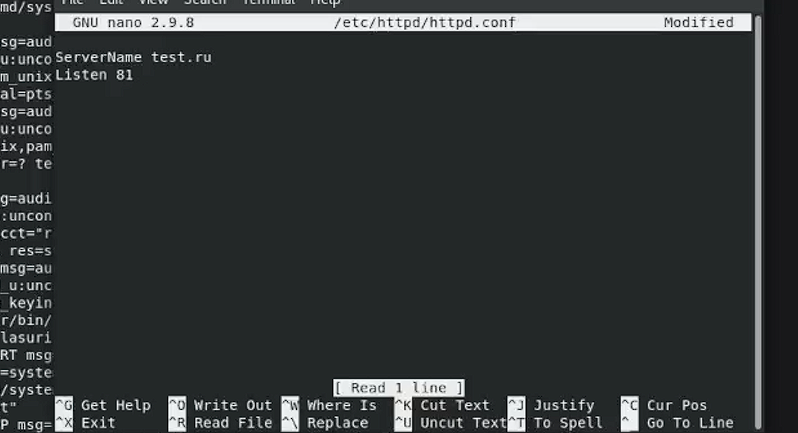 File Edit View Search Terminal Help
GNU nano 2.9.8 /etc/httpd/httpd.conf Modified
ServerName test.ru
Listen 81
[ Read 1 line ]
^G Get Help ^O Write Out ^W Where Is ^K Cut Text ^J Justify ^C Cur Pos
^X Exit ^R Read File ^\ Replace ^U Uncut Text ^T To Spell ^_ Go To Line
md/sys
sg=aud
u:unco
m_unix
al=pts
sg=aud
u:unco
ix,pam
r=? te
g=audi
:uncon
cct="r
res=s
msg=au
_u:unc
_keyin
r/bin/
lasuri
RT msg
=syste
/syste
t"
P msg=